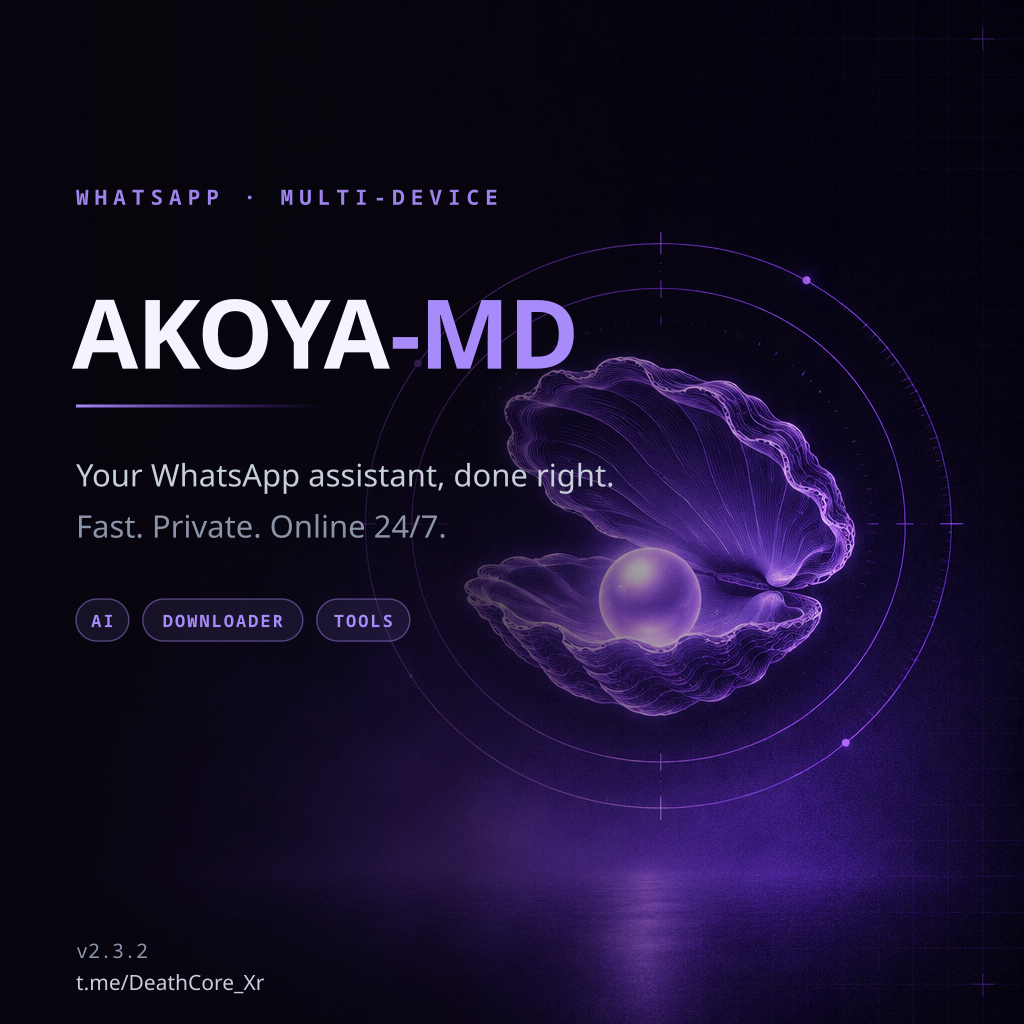 WHATSAPP · MULTI-DEVICE
AKOYA-MD
Your WhatsApp assistant, done right.
Fast. Private. Online 24/7.
AI DOWNLOADER TOOLS
v2.3.2
t.me/DeathCore_Xr